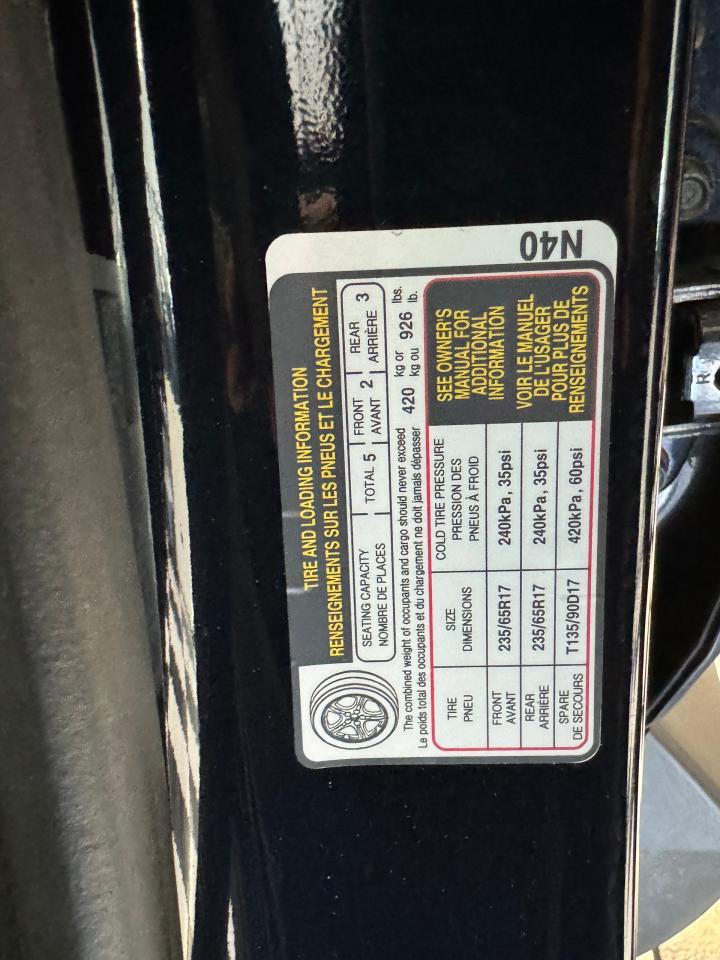 N40
TIRE AND LOADING INFORMATION
RENSEIGNEMENTS SUR LES PNEUS ET LE CHARGEMENT
SEATING CAPACITY
NOMBRE DE PLACES
TOTAL 5
FRONT
AVANT
2
REAR
ARRIÈRE
3
The combined weight of occupants and cargo should never exceed
Le poids total des occupants et du chargement ne doit jamais dépasser
420
kg or
kg ou
926
lbs.
lb.
TIRE
PNEU
SIZE
DIMENSIONS
COLD TIRE PRESSURE
PRESSION DES
PNEUS À FROID
FRONT
AVANT
235/65R17
240kPa, 35psi
REAR
ARRIÈRE
235/65R17
240kPa, 35psi
SPARE
DE SECOURS
T135/90D17
420kPa, 60psi
SEE OWNER'S
MANUAL FOR
ADDITIONAL
INFORMATION
VOIR LE MANUEL
DE L'USAGER
POUR PLUS DE
RENSEIGNEMENTS
R